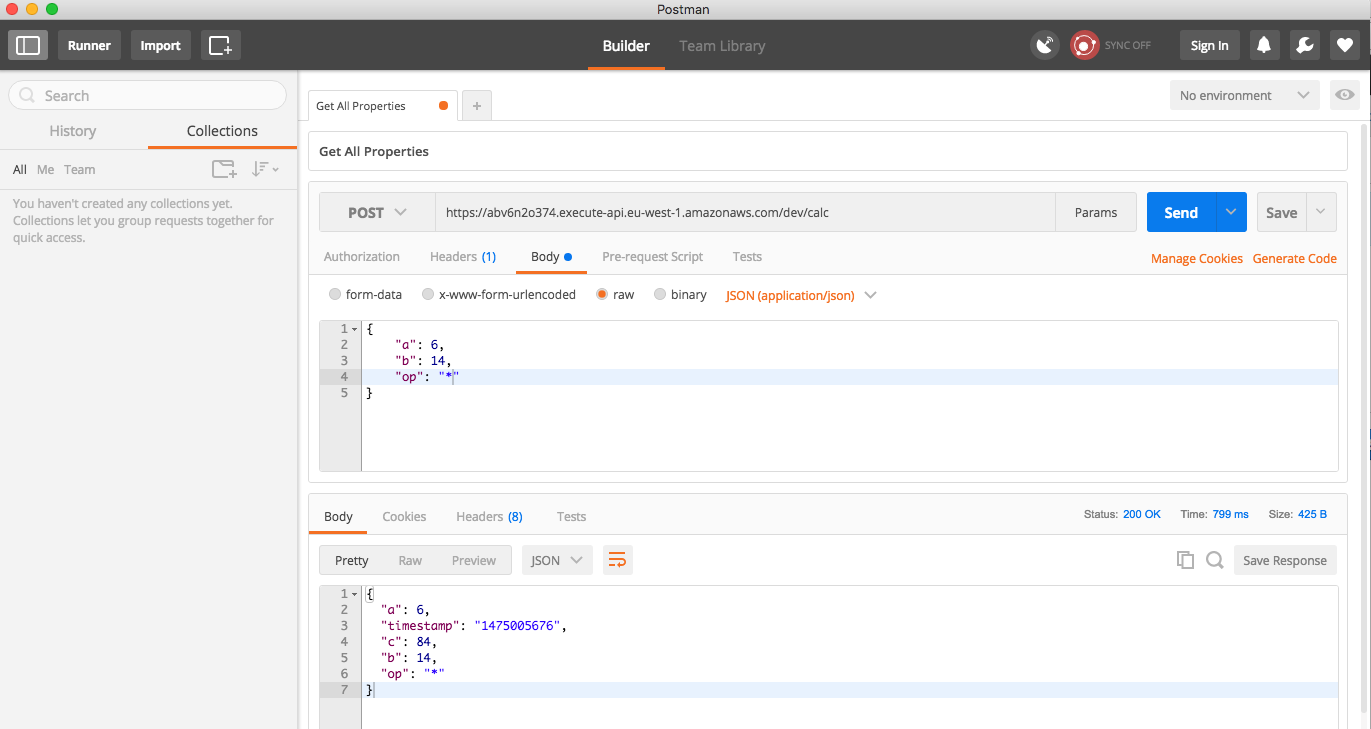 Postman
Runner Import Builder Team Library SYNC OFF Sign In
Search
History Collections
All Me Team
You haven't created any collections yet.
Collections let you group requests together for
quick access.
Get All Properties + No environment
Get All Properties
POST https://abv6n2o374.execute-api.eu-west-1.amazonaws.com/dev/calc Params Send Save
Authorization Headers (1) Body Pre-request Script Tests Manage Cookies Generate Code
form-data x-www-form-urlencoded raw binary JSON (application/json)
1 {
2 "a": 6,
3 "b": 14,
4 "op": "*"
5 }
Body Cookies Headers (8) Tests Status: 200 OK Time: 799 ms Size: 425 B
Pretty Raw Preview JSON Save Response
1 {
2 "a": 6,
3 "timestamp": "1475005676",
4 "c": 84,
5 "b": 14,
6 "op": "*"
7 }